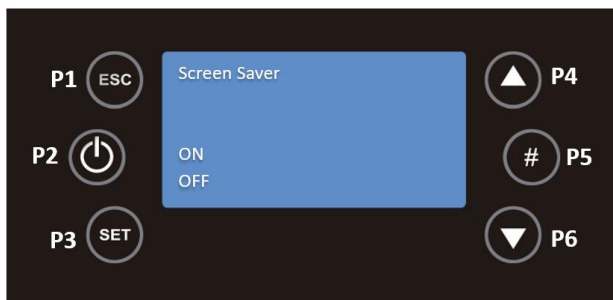 P1 ESC
Screen Saver
P4
P2
ON
# P5
OFF
P3 SET
P6